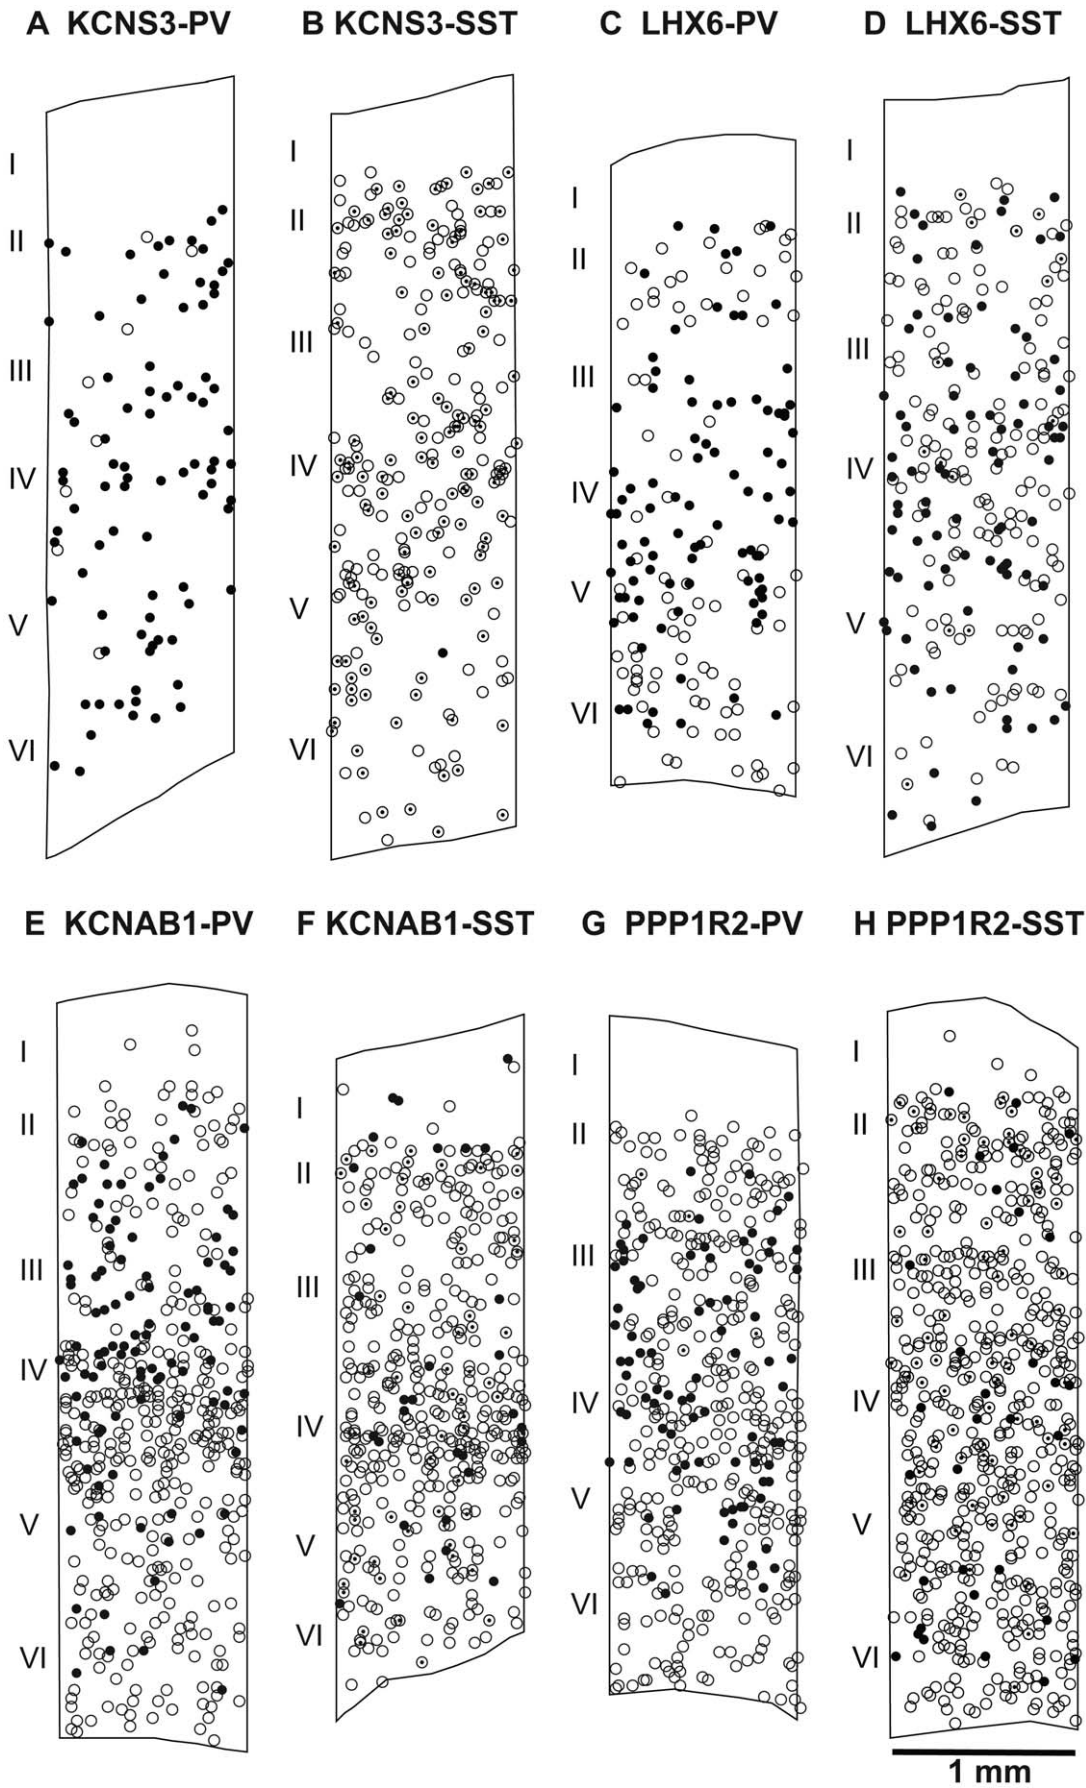 A KCNS3-PV B KCNS3-SST C LHX6-PV D LHX6-SST
I I I I
II II II II
III III III III
IV IV IV IV
V V V V
VI VI VI VI
E KCNAB1-PV F KCNAB1-SST G PPP1R2-PV H PPP1R2-SST
I I I I
II II II II
III III III III
IV IV IV IV
V V V V
VI VI VI VI
1 mm